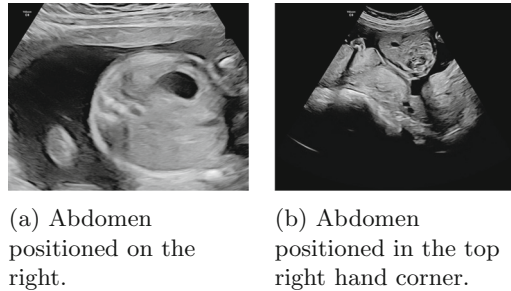 (a) Abdomen
positioned on the
right.
(b) Abdomen
positioned in the top
right hand corner.